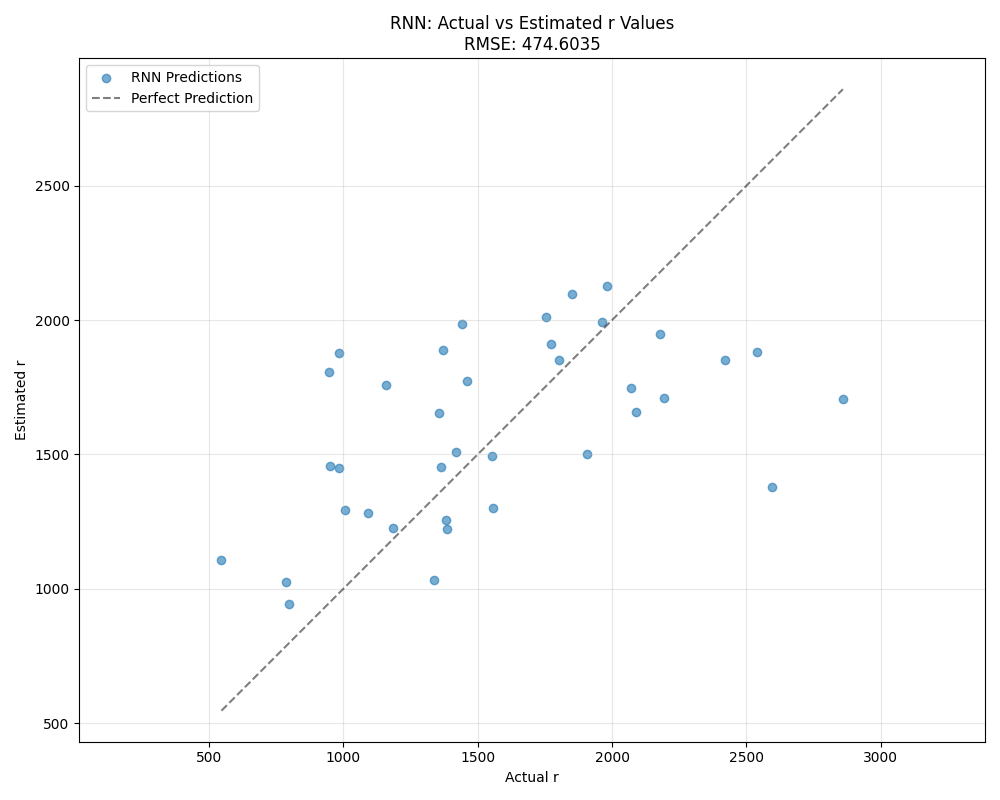 RNN: Actual vs Estimated r Values
RMSE: 474.6035
RNN Predictions
Perfect Prediction
Estimated r
2500
2000
1500
1000
500
500 1000 1500 2000 2500 3000
Actual r